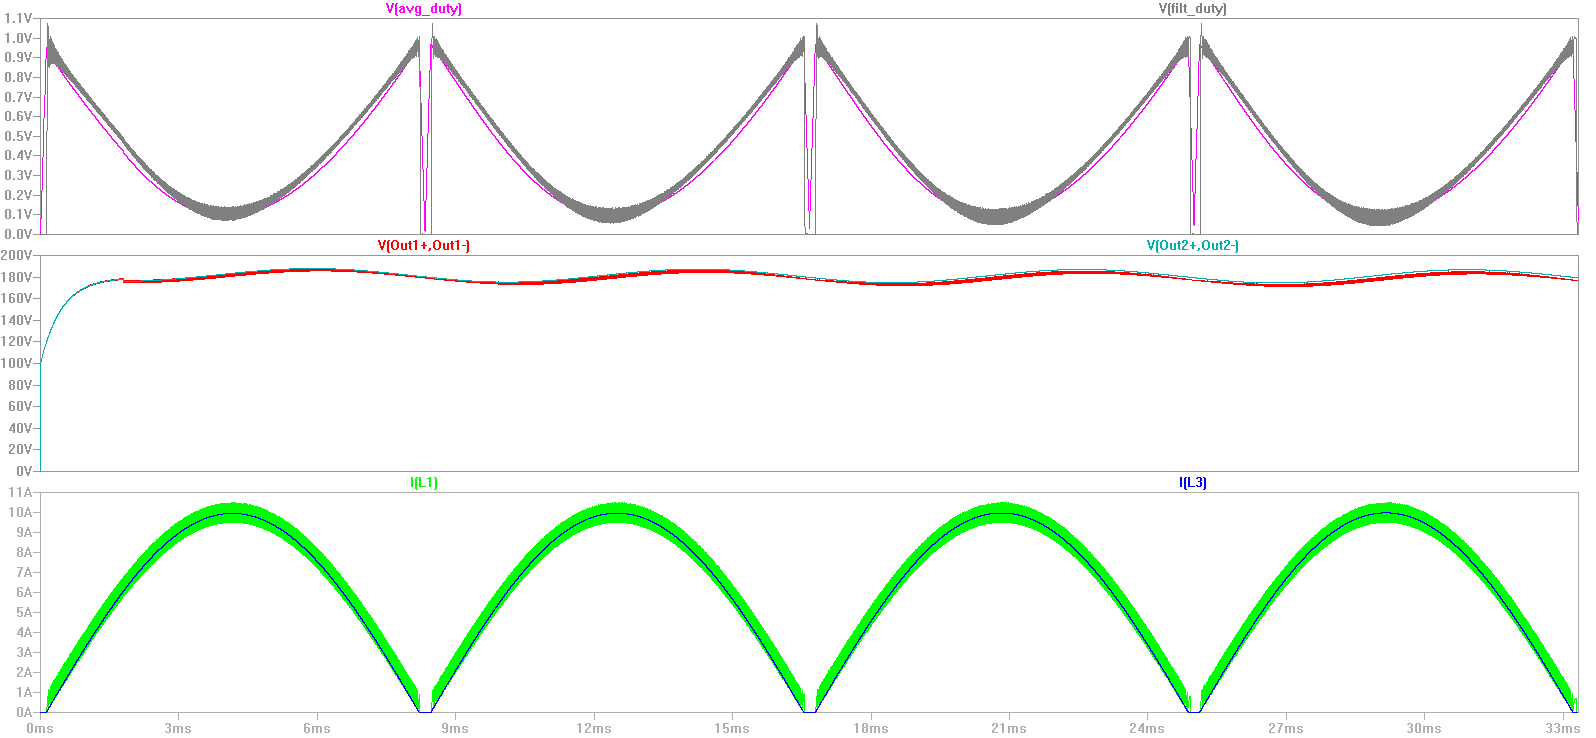 V(avg_duty) V(filt_duty)
1.1V
1.0V
0.9V
0.8V
0.7V
0.6V
0.5V
0.4V
0.3V
0.2V
0.1V
0.0V
V(Out1+,Out1-) V(Out2+,Out2-)
200V
180V
160V
140V
120V
100V
80V
60V
40V
20V
0V
I(L1) I(L3)
11A
10A
9A
8A
7A
6A
5A
4A
3A
2A
1A
0A
0ms 3ms 6ms 9ms 12ms 15ms 18ms 21ms 24ms 27ms 30ms 33ms